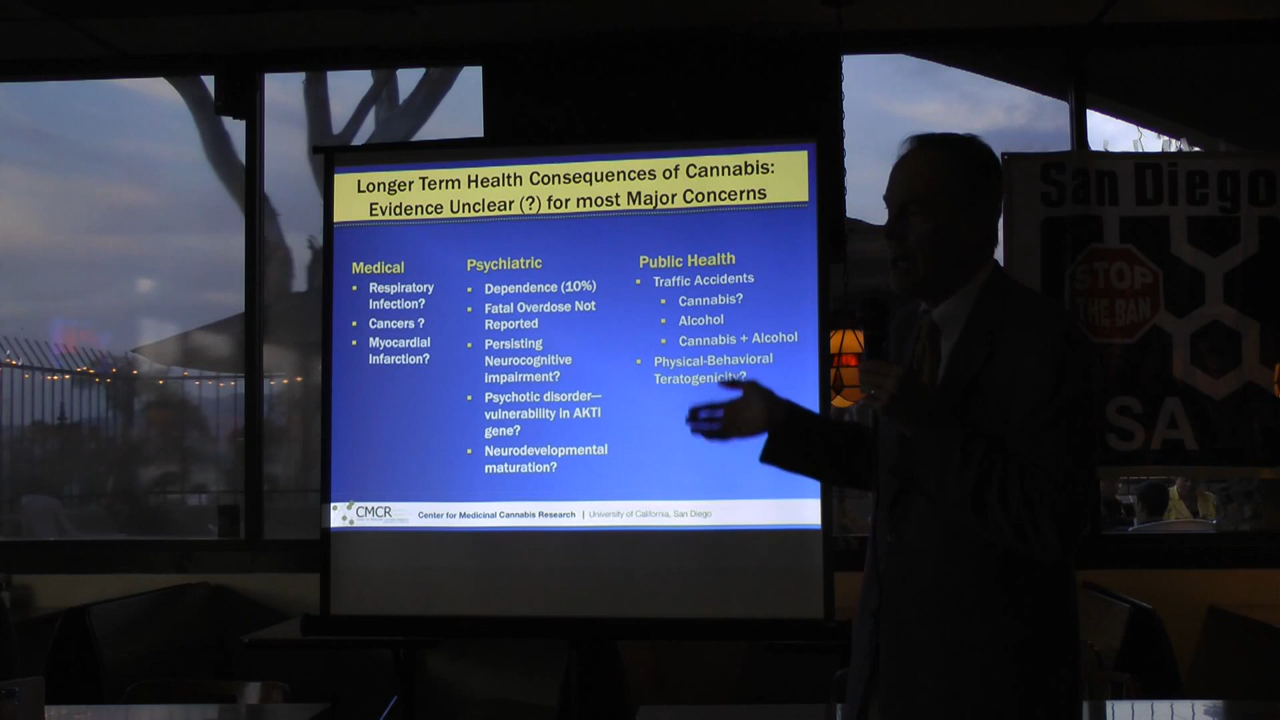 Longer Term Health Consequences of Cannabis:
Evidence Unclear (?) for most Major Concerns
Medical
Respiratory
Infection?
Cancers ?
Myocardial
Infarction?
Psychiatric
Dependence (10%)
Fatal Overdose Not
Reported
Persisting
Neurocognitive
impairment?
Psychotic disorder—
vulnerability in AKTI
gene?
Neurodevelopmental
maturation?
Public Health
Traffic Accidents
Cannabis?
Alcohol
Cannabis + Alcohol
Physical-Behavioral
Teratogenicity?
CMCR
Center for Medicinal Cannabis Research | University of California, San Diego
San Diego
STOP
THE BAN
SA